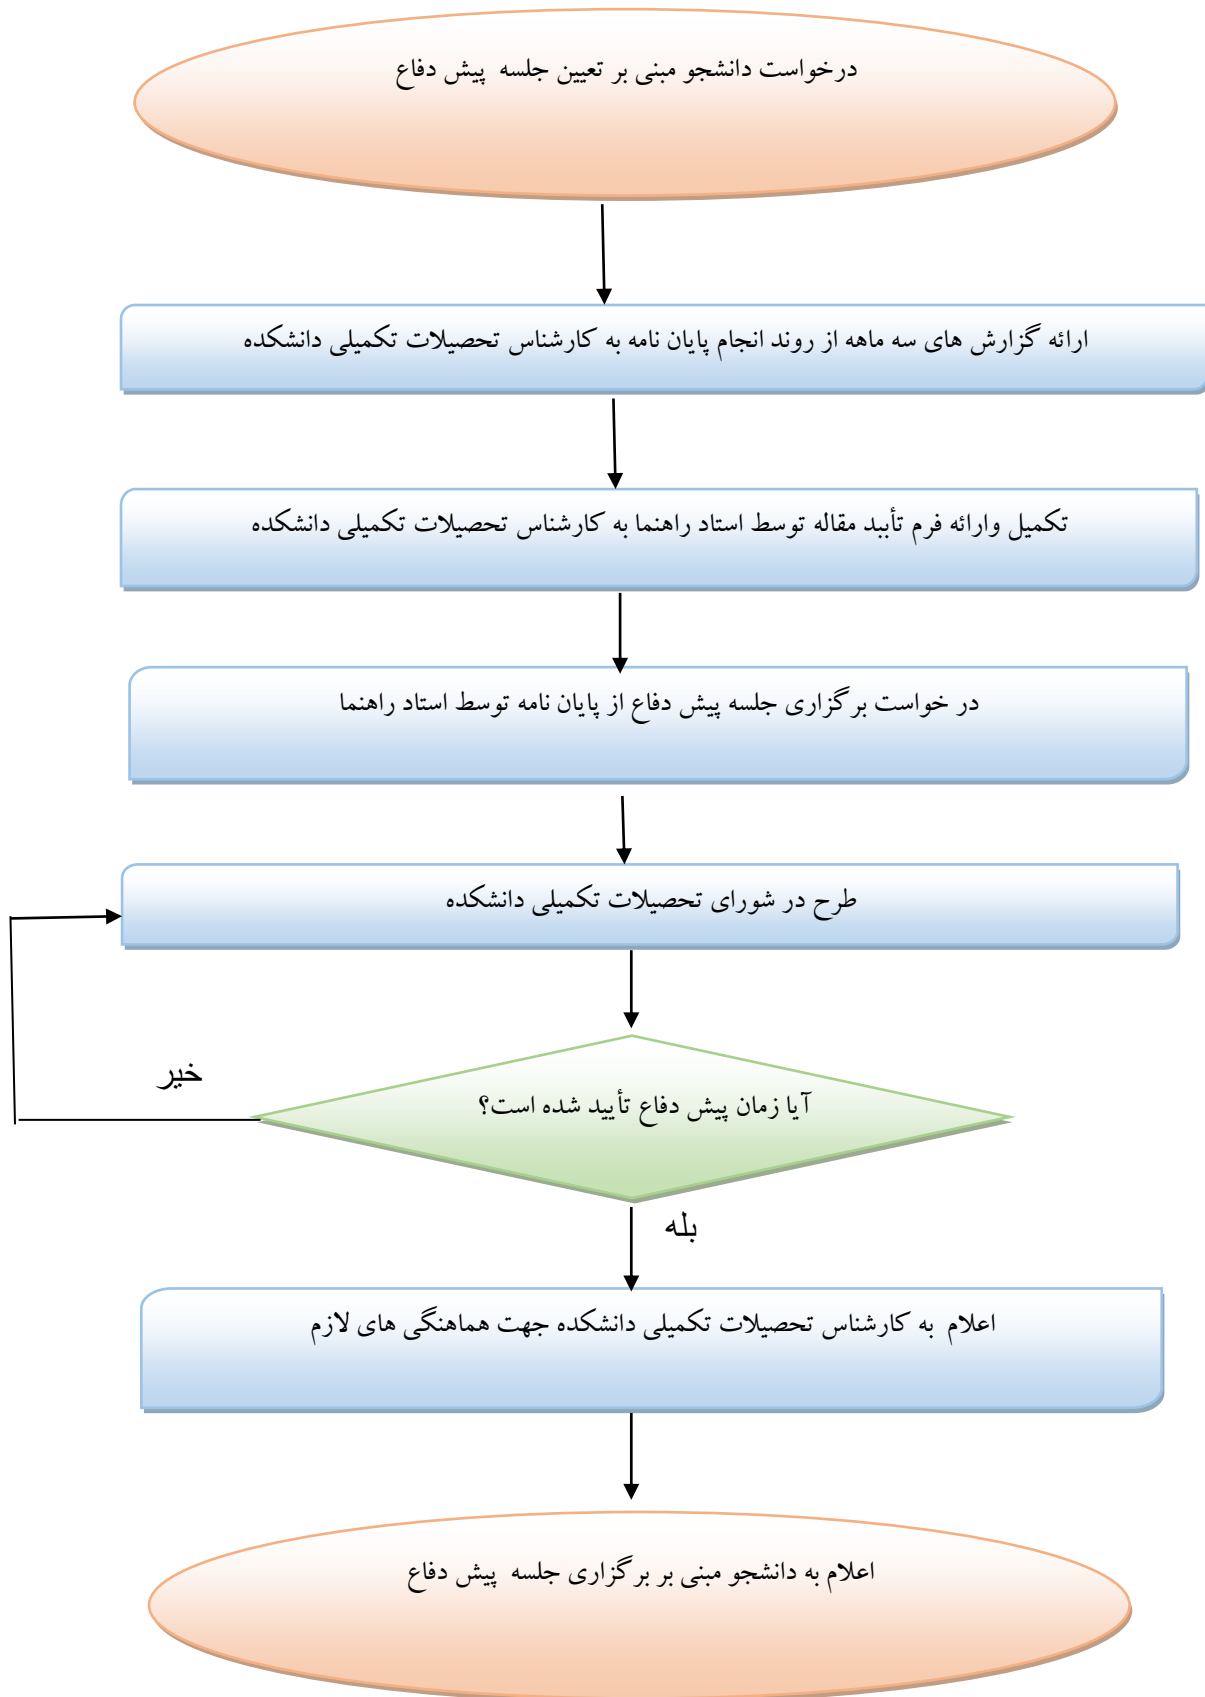 درخواست دانشجو مبنی بر تعیین جلسه پیش دفاع
ارائه گزارش های سه ماهه از روند انجام پایان نامه به کارشناس تحصیلات تکمیلی دانشکده
تکمیل وارائه فرم تأبید مقاله توسط استاد راهنما به کارشناس تحصیلات تکمیلی دانشکده
در خواست برگزاری جلسه پیش دفاع از پایان نامه توسط استاد راهنما
طرح در شورای تحصیلات تکمیلی دانشکده
خیر
آیا زمان پیش دفاع تأیید شده است؟
بله
اعلام به کارشناس تحصیلات تکمیلی دانشکده جهت هماهنگی های لازم
اعلام به دانشجو مبنی بر برگزاری جلسه پیش دفاع